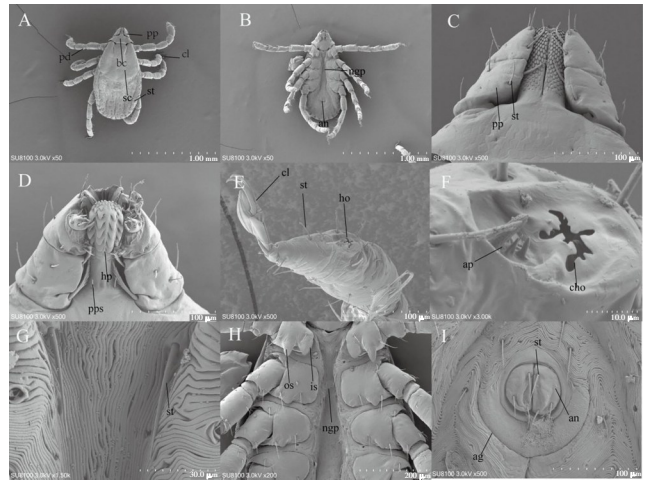 A
pp
pd
bc
cl
sc
st
SU8100 3.0kV x50
1.00 mm
B
ngp
an
SU8100 3.0kV x50
1.00 mm
C
pp
st
SU8100 3.0kV x500
100 µm
D
hp
pps
SU8100 3.0kV x500
100 µm
E
cl
st
ho
SU8100 3.0kV x500
100 µm
F
ap
cho
SU8100 3.0kV x3.00k
10.0 µm
G
st
SU8100 3.0kV x1.50k
30.0 µm
H
os
is
ngp
SU8100 3.0kV x200
200 µm
I
st
an
ag
SU8100 3.0kV x500
100 µm